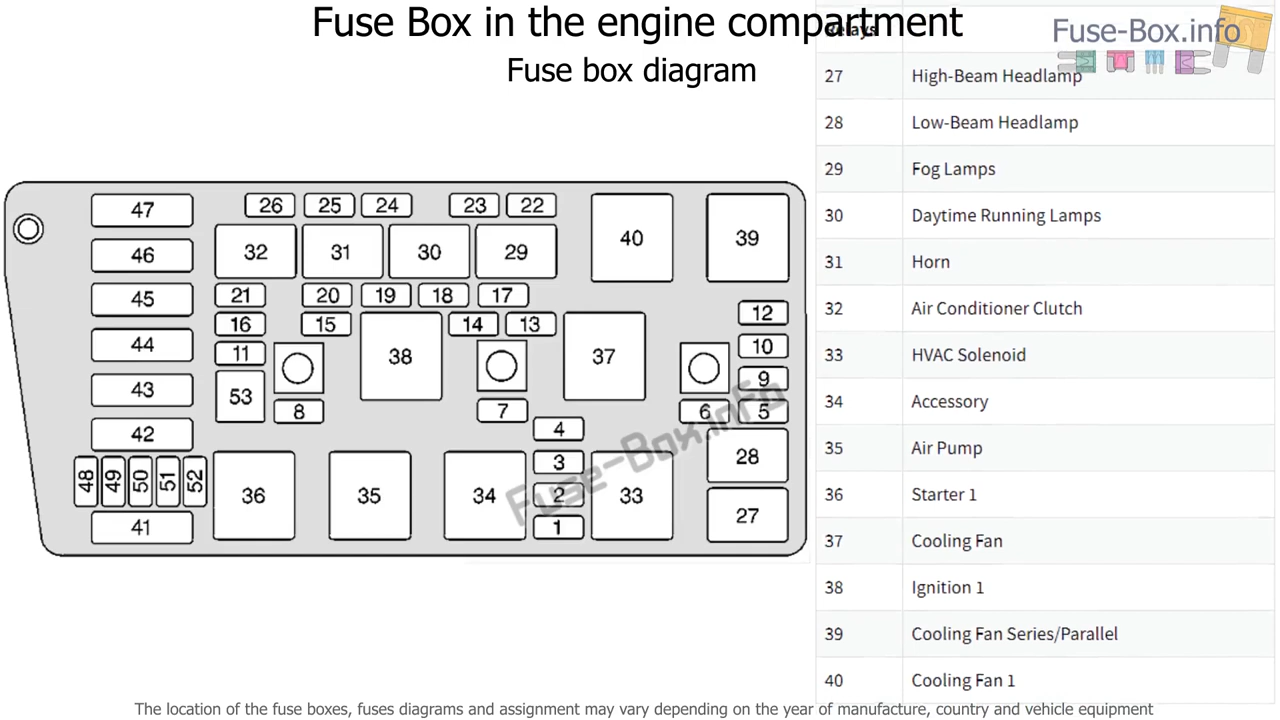 Fuse Box in the engine compartment
Fuse box diagram
Fuse-Box.info
Relays
27 High-Beam Headlamp
28 Low-Beam Headlamp
29 Fog Lamps
30 Daytime Running Lamps
31 Horn
32 Air Conditioner Clutch
33 HVAC Solenoid
34 Accessory
35 Air Pump
36 Starter 1
37 Cooling Fan
38 Ignition 1
39 Cooling Fan Series/Parallel
40 Cooling Fan 1
47 26 25 24 23 22
46 32 31 30 29 40 39
45 21 20 19 18 17
16 15 14 13 12
44 11 38 37 10
43 53 9
8 7 6 5
42 4
48 49 50 51 52 3 28
36 35 34 2 33
41 1 27
Fuse-Box.info
The location of the fuse boxes, fuses diagrams and assignment may vary depending on the year of manufacture, country and vehicle equipment